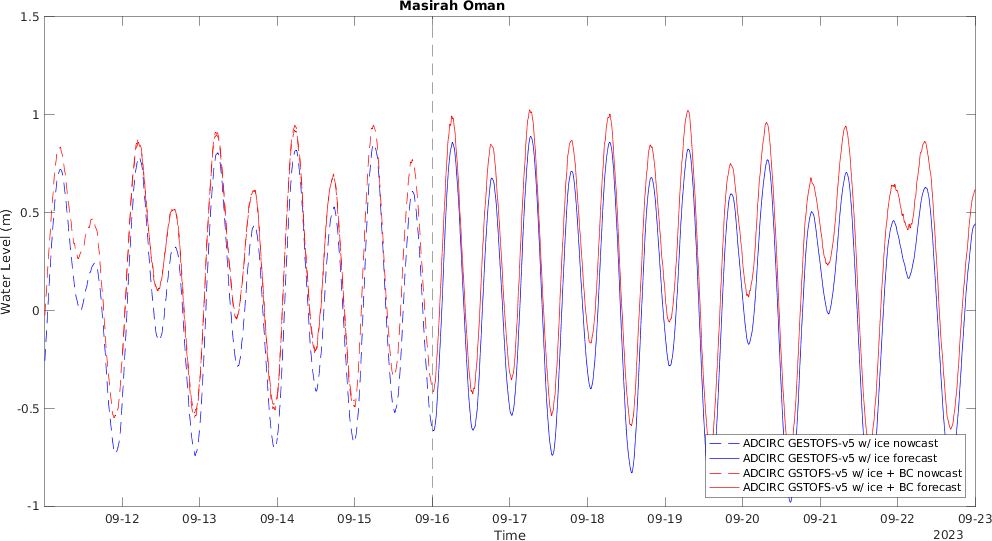 Masirah Oman
1.5
1
0.5
0
-0.5
-1
Water Level (m)
ADCIRC GESTOFS-v5 w/ ice nowcast
ADCIRC GESTOFS-v5 w/ ice forecast
ADCIRC GSTOFS-v5 w/ ice + BC nowcast
ADCIRC GSTOFS-v5 w/ ice + BC forecast
09-12 09-13 09-14 09-15 09-16 09-17 09-18 09-19 09-20 09-21 09-22 09-23
Time
2023